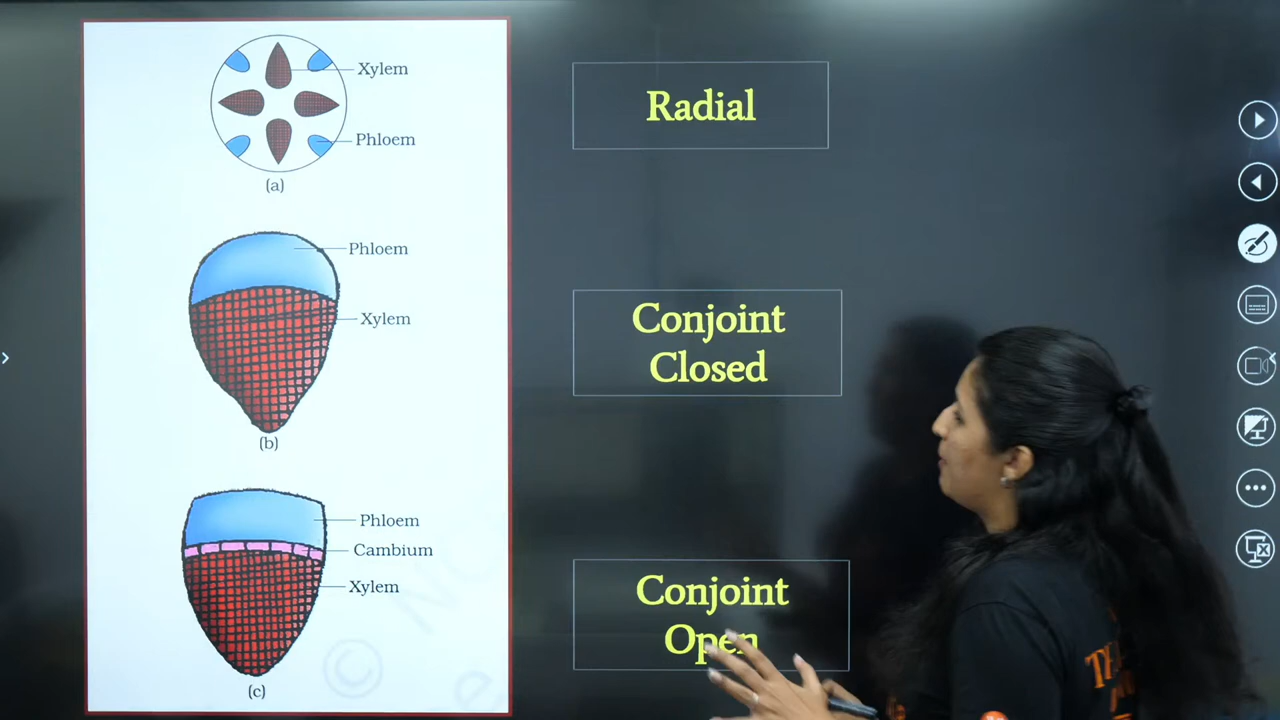 Xylem
Phloem
(a)
Radial
Phloem
Xylem
(b)
Conjoint
Closed
Phloem
Cambium
Xylem
(c)
Conjoint
Open
©